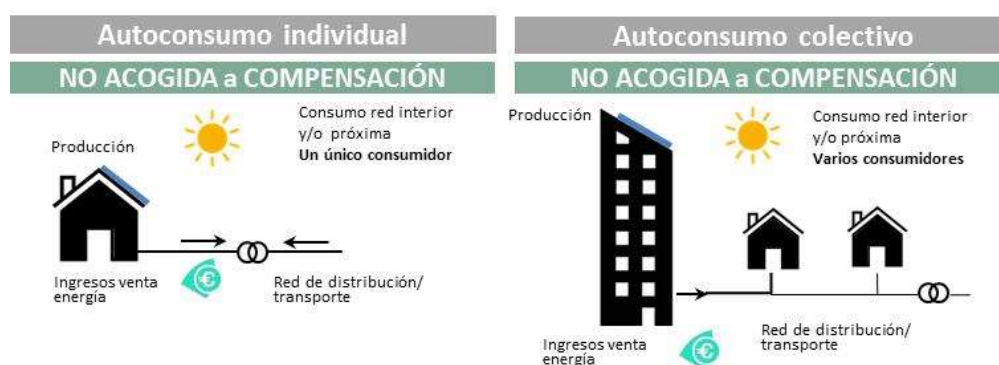 Autoconsumo individual
NO ACOGIDA a COMPENSACIÓN
Consumo red interior
y/o próxima
Un único consumidor
Producción
Ingresos venta
energía
Red de distribución/
transporte
€
Autoconsumo colectivo
NO ACOGIDA a COMPENSACIÓN
Producción
Consumo red interior
y/o próxima
Varios consumidores
Red de distribución/
transporte
Ingresos venta
energía
€